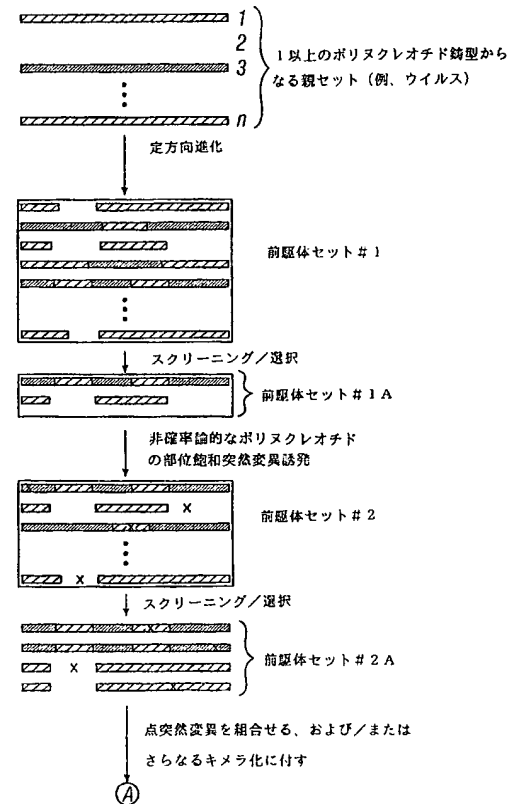 1
2
3
n
1以上のポリヌクレオチド鋳型から
なる親セット（例、ウイルス）
定方向進化
前駆体セット＃1
スクリーニング／選択
前駆体セット＃1A
非確率論的なポリヌクレオチド
の部位飽和突然変異誘発
x
前駆体セット＃2
x
スクリーニング／選択
x
前駆体セット＃2A
点突然変異を組合せる、および／または
さらなるキメラ化に付す
A